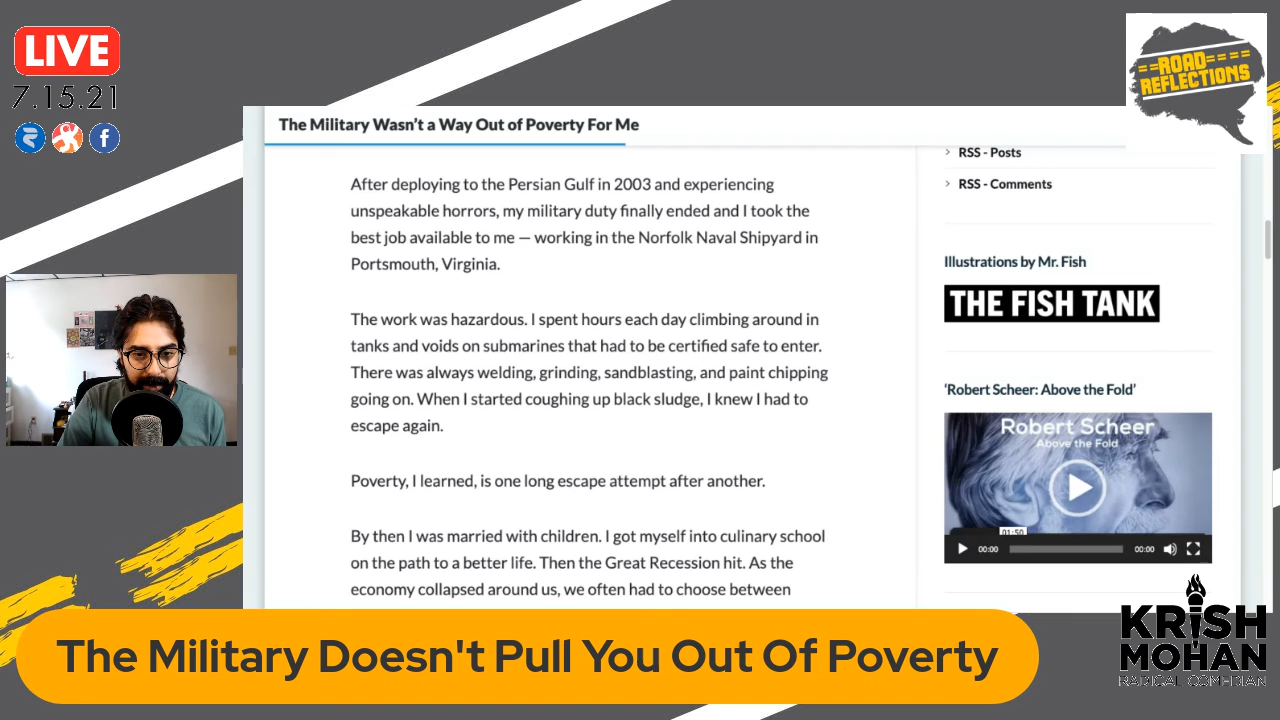 LIVE
7.15.21
==ROAD====
REFLECTIONS
The Military Wasn't a Way Out of Poverty For Me
After deploying to the Persian Gulf in 2003 and experiencing
unspeakable horrors, my military duty finally ended and I took the
best job available to me — working in the Norfolk Naval Shipyard in
Portsmouth, Virginia.
The work was hazardous. I spent hours each day climbing around in
tanks and voids on submarines that had to be certified safe to enter.
There was always welding, grinding, sandblasting, and paint chipping
going on. When I started coughing up black sludge, I knew I had to
escape again.
Poverty, I learned, is one long escape attempt after another.
By then I was married with children. I got myself into culinary school
on the path to a better life. Then the Great Recession hit. As the
economy collapsed around us, we often had to choose between
RSS - Posts
RSS - Comments
Illustrations by Mr. Fish
THE FISH TANK
'Robert Scheer: Above the Fold'
Robert Scheer
Above the Fold
01:50
00:00
00:00
The Military Doesn't Pull You Out Of Poverty
KRISH
MOHAN
RADICAL COMEDIAN